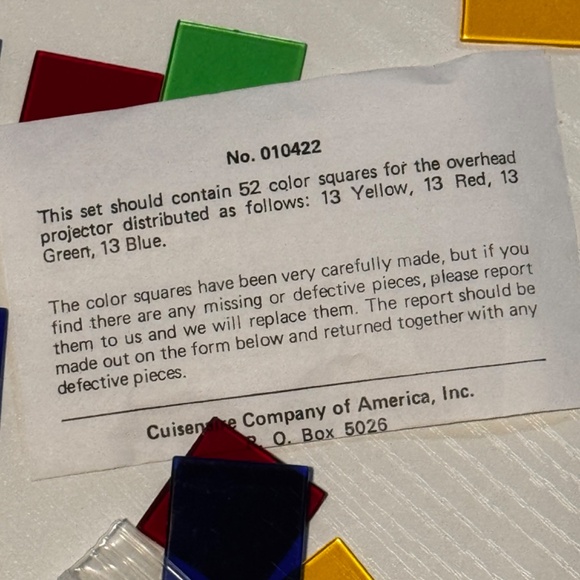 No. 010422
This set should contain 52 color squares for the overhead
projector distributed as follows: 13 Yellow, 13 Red, 13
Green, 13 Blue.
The color squares have been very carefully made, but if you
find there are any missing or defective pieces, please report
them to us and we will replace them. The report should be
made out on the form below and returned together with any
defective pieces.
Cuisenaire Company of America, Inc.
O. Box 5026